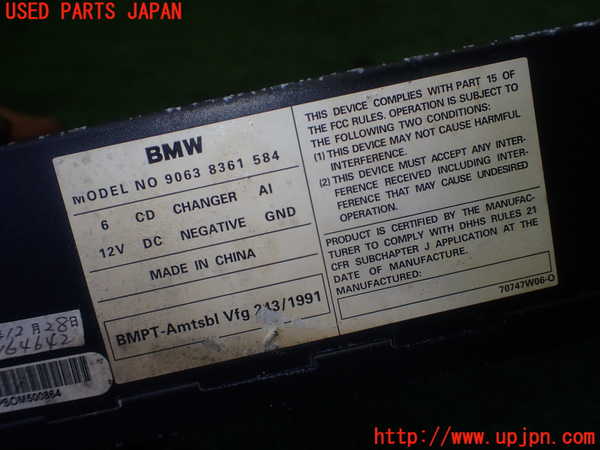 USED PARTS JAPAN
BMW
MODEL NO 9063 8361 584
6 CD CHANGER AI
12V DC NEGATIVE GND
MADE IN CHINA
BMPT-Amtsbl Vfg 243/1991
THIS DEVICE COMPLIES WITH PART 15 OF
THE FCC RULES. OPERATION IS SUBJECT TO
THE FOLLOWING TWO CONDITIONS:
(1) THIS DEVICE MAY NOT CAUSE HARMFUL
INTERFERENCE.
(2) THIS DEVICE MUST ACCEPT ANY INTER-
FERENCE RECEIVED INCLUDING INTER-
FERENCE THAT MAY CAUSE UNDESIRED
OPERATION.
PRODUCT IS CERTIFIED BY THE MANUFAC-
TURER TO COMPLY WITH DHHS RULES 21
CFR SUBCHAPTER J APPLICATION AT THE
DATE OF MANUFACTURE.
MANUFACTURED:
70747W06-O
12月28日
64642
OM500864
http://www.upjpn.com